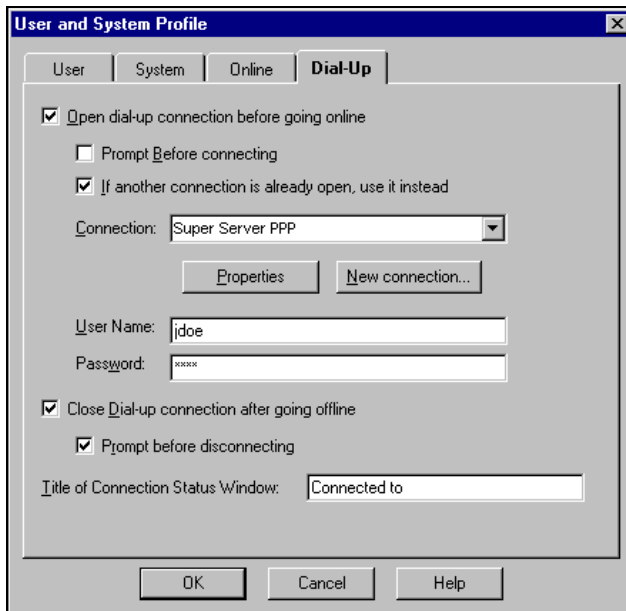 User and System Profile
User System Online Dial-Up
Open dial-up connection before going online
Prompt Before connecting
If another connection is already open, use it instead
Connection: Super Server PPP
Properties New connection...
User Name: jdoe
Password: ****
Close Dial-up connection after going offline
Prompt before disconnecting
Title of Connection Status Window: Connected to
OK Cancel Help